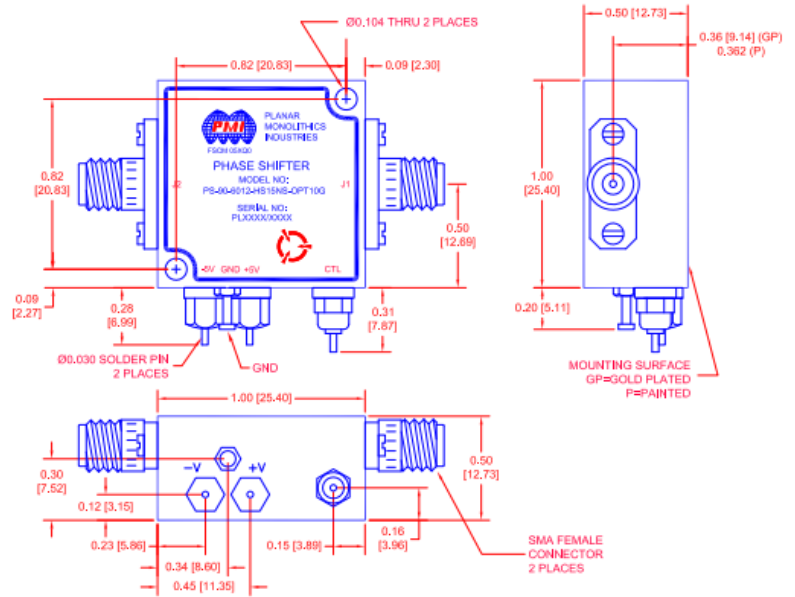 Ø0.104 THRU 2 PLACES
0.82 [20.83]
0.09 [2.30]
0.50 [12.73]
0.36 [9.14] (GP)
0.362 (P)
PMI
FSCM 0SXQ0
PLANAR
MONOLITHICS
INDUSTRIES
PHASE SHIFTER
MODEL NO:
PS-90-6012-HS15NS-OPT10G
SERIAL NO:
PLXXXX/XXXX
J2
J1
-5V GND +5V
CTL
0.82
[20.83]
0.50
[12.69]
1.00
[25.40]
0.09
[2.27]
0.28
[6.99]
0.31
[7.87]
0.20 [5.11]
Ø0.030 SOLDER PIN
2 PLACES
GND
MOUNTING SURFACE
GP=GOLD PLATED
P=PAINTED
1.00 [25.40]
0.30
[7.52]
-V
+V
0.12 [3.15]
0.50
[12.73]
0.16
[3.96]
0.23 [5.86]
0.15 [3.89]
0.34 [8.60]
0.45 [11.35]
SMA FEMALE
CONNECTOR
2 PLACES